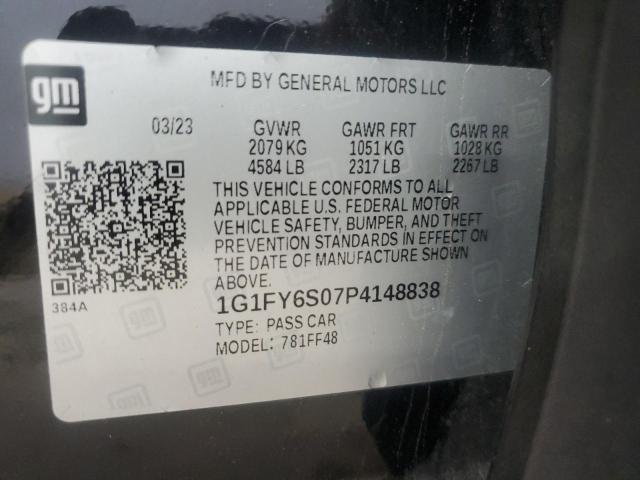 gm
MFD BY GENERAL MOTORS LLC
03/23 GVWR GAWR FRT GAWR RR
2079 KG 1051 KG 1028 KG
4584 LB 2317 LB 2267 LB
THIS VEHICLE CONFORMS TO ALL
APPLICABLE U.S. FEDERAL MOTOR
VEHICLE SAFETY, BUMPER, AND THEFT
PREVENTION STANDARDS IN EFFECT ON
THE DATE OF MANUFACTURE SHOWN
ABOVE.
384A
1G1FY6S07P4148838
TYPE: PASS CAR
MODEL: 781FF48